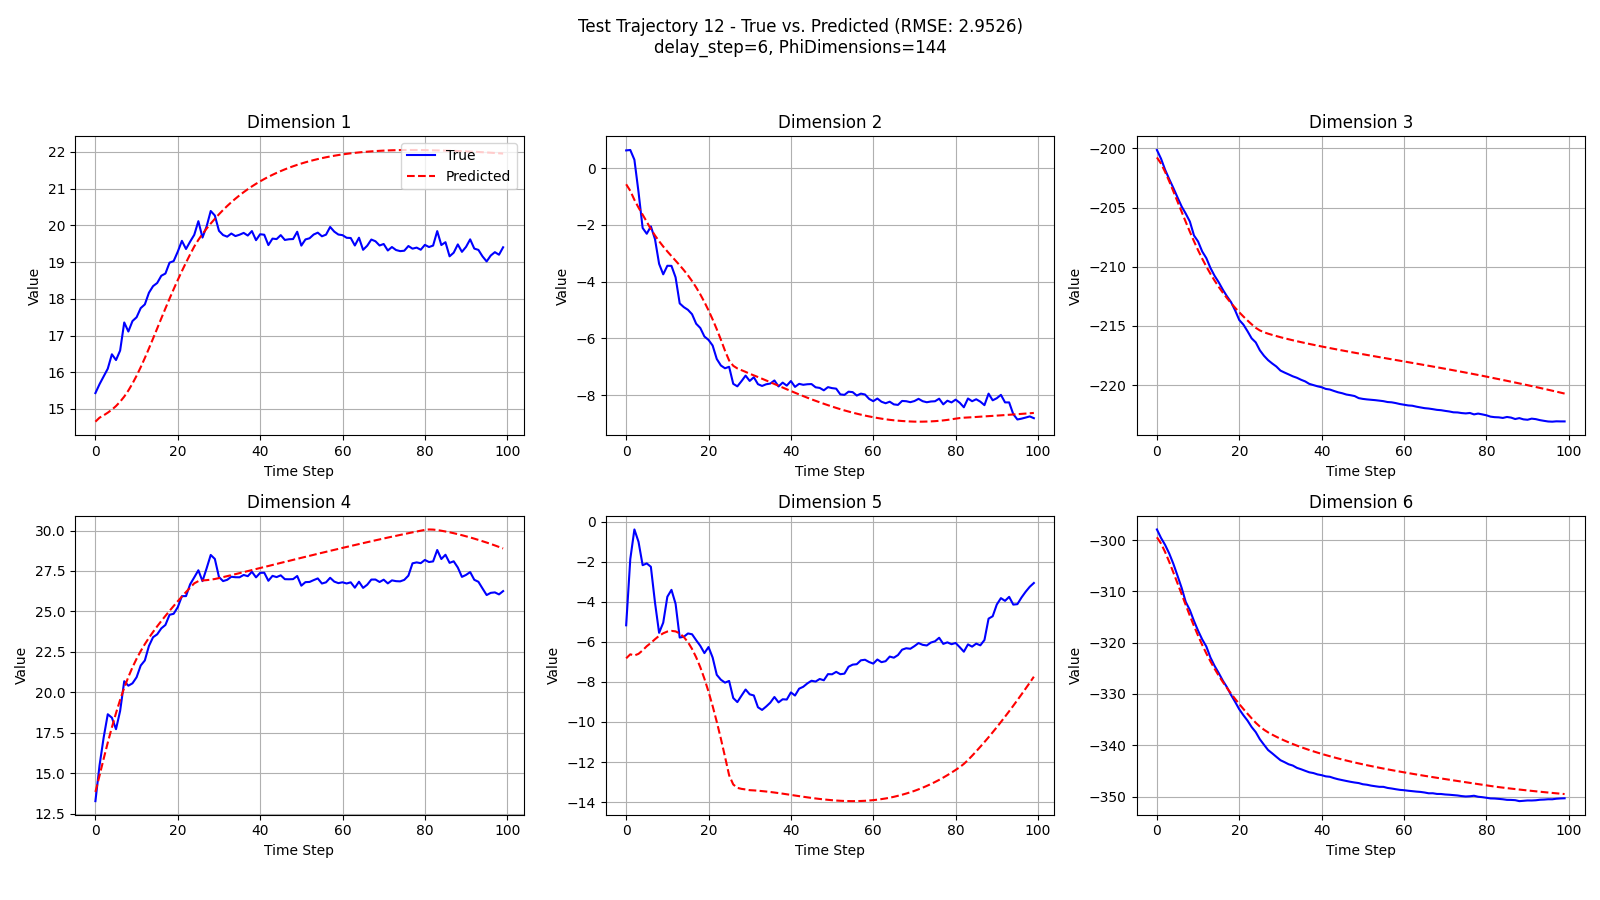 Test Trajectory 12 - True vs. Predicted (RMSE: 2.9526)
delay_step=6, PhiDimensions=144
Dimension 1
22
21
20
19
18
17
16
15
Value
0 20 40 60 80 100
Time Step
True
Predicted
Dimension 2
0
−2
−4
−6
−8
Value
0 20 40 60 80 100
Time Step
Dimension 3
−200
−205
−210
−215
−220
Value
0 20 40 60 80 100
Time Step
Dimension 4
30.0
27.5
25.0
22.5
20.0
17.5
15.0
12.5
Value
0 20 40 60 80 100
Time Step
Dimension 5
0
−2
−4
−6
−8
−10
−12
−14
Value
0 20 40 60 80 100
Time Step
Dimension 6
−300
−310
−320
−330
−340
−350
Value
0 20 40 60 80 100
Time Step